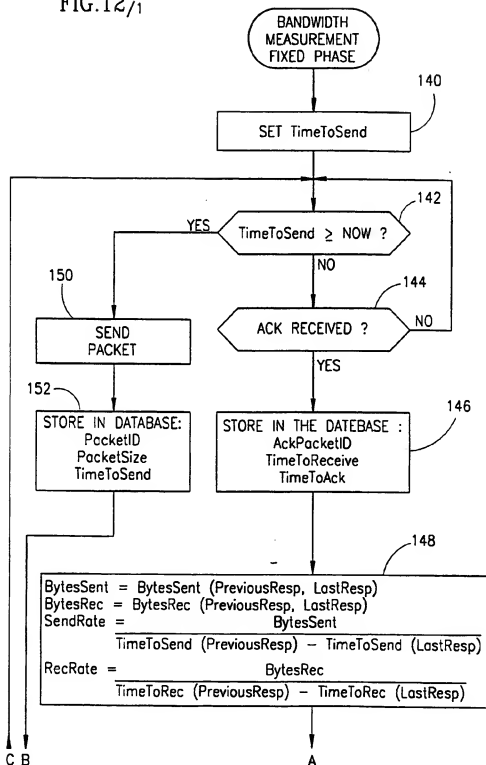 FIG.12/1
BANDWIDTH
MEASUREMENT
FIXED PHASE
140
SET TimeToSend
142
YES
TimeToSend ≥ NOW ?
NO
150
144
SEND
PACKET
ACK RECEIVED ?
NO
YES
152
STORE IN DATABASE:
PacketID
PacketSize
TimeToSend
146
STORE IN THE DATEBASE :
AckPacketID
TimeToReceive
TimeToAck
148
BytesSent = BytesSent (PreviousResp, LastResp)
BytesRec = BytesRec (PreviousResp, LastResp)
SendRate = BytesSent
TimeToSend (PreviousResp) – TimeToSend (LastResp)
RecRate = BytesRec
TimeToRec (PreviousResp) – TimeToRec (LastResp)
C B A